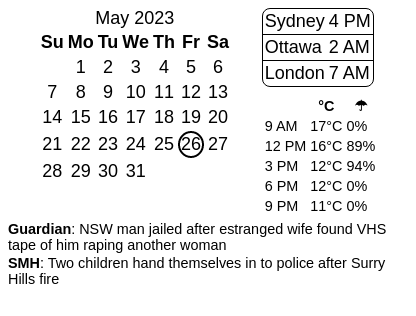 May 2023
Su Mo Tu We Th Fr Sa
1 2 3 4 5 6
7 8 9 10 11 12 13
14 15 16 17 18 19 20
21 22 23 24 25 26 27
28 29 30 31
Sydney 4 PM
Ottawa 2 AM
London 7 AM
°C ☂
9 AM 17°C 0%
12 PM 16°C 89%
3 PM 12°C 94%
6 PM 12°C 0%
9 PM 11°C 0%
Guardian: NSW man jailed after estranged wife found VHS
tape of him raping another woman
SMH: Two children hand themselves in to police after Surry
Hills fire